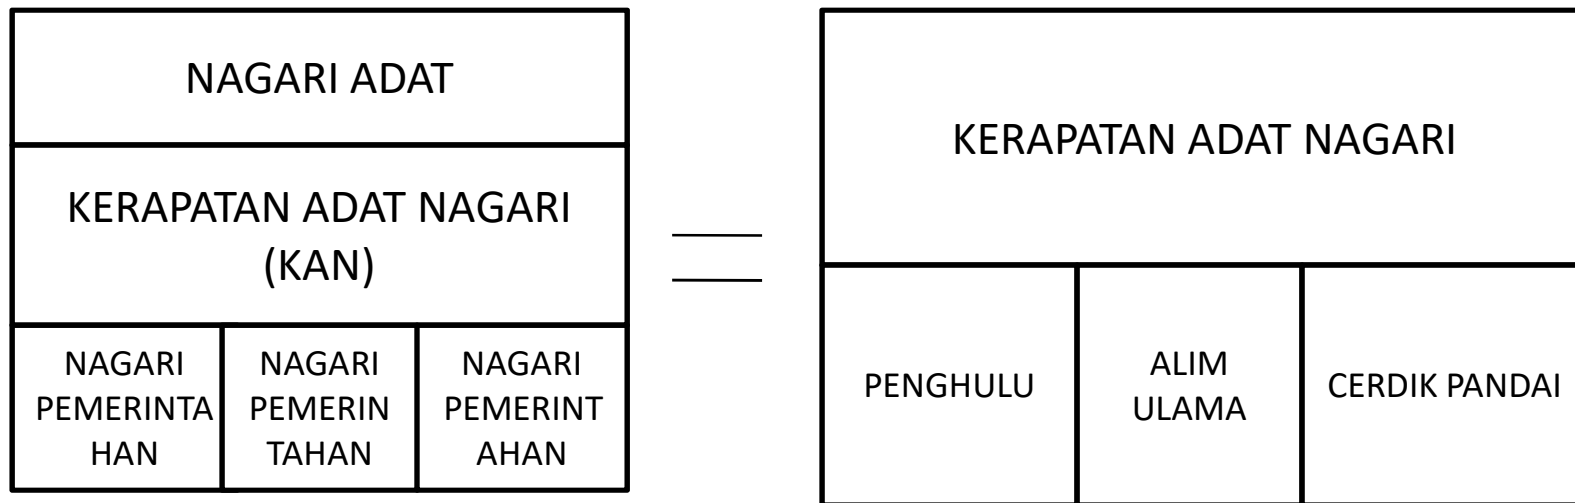 NAGARI ADAT
KERAPATAN ADAT NAGARI
(KAN)
NAGARI
PEMERINTA
HAN
NAGARI
PEMERIN
TAHAN
NAGARI
PEMERINT
AHAN
KERAPATAN ADAT NAGARI
PENGHULU
ALIM
ULAMA
CERDIK PANDAI